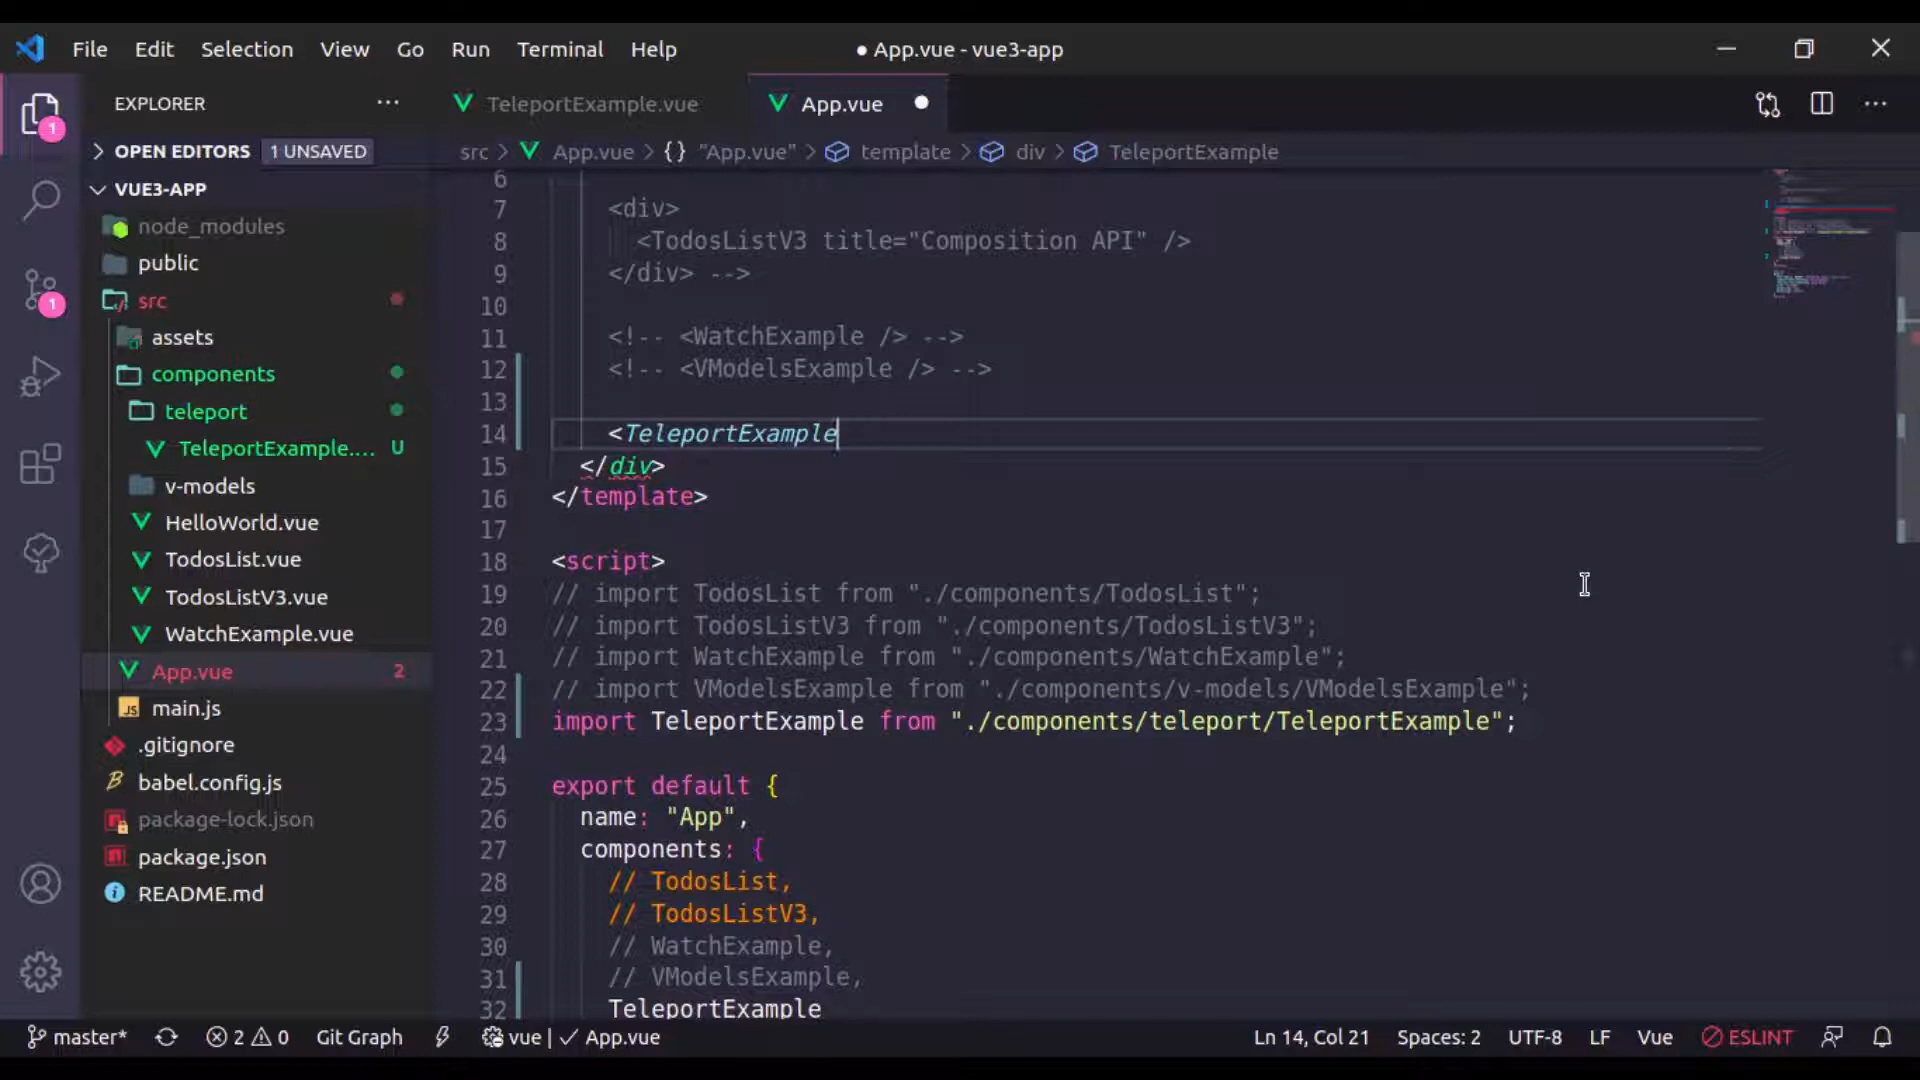 File Edit Selection View Go Run Terminal Help
● App.vue - vue3-app
EXPLORER
TeleportExample.vue
App.vue
OPEN EDITORS 1 UNSAVED
src > App.vue > {} "App.vue" > template > div > TeleportExample
VUE3-APP
node_modules
public
src
assets
components
teleport
TeleportExample.... U
v-models
HelloWorld.vue
TodosList.vue
TodosListV3.vue
WatchExample.vue
App.vue 2
main.js
.gitignore
babel.config.js
package-lock.json
package.json
README.md
1
1
6
7 <div>
8 <TodosListV3 title="Composition API" />
9 </div> -->
10
11 <!-- <WatchExample /> -->
12 <!-- <VModelsExample /> -->
13
14 <TeleportExample
15 </div>
16 </template>
17
18 <script>
19 // import TodosList from "./components/TodosList";
20 // import TodosListV3 from "./components/TodosListV3";
21 // import WatchExample from "./components/WatchExample";
22 // import VModelsExample from "./components/v-models/VModelsExample";
23 import TeleportExample from "./components/teleport/TeleportExample";
24
25 export default {
26 name: "App",
27 components: {
28 // TodosList,
29 // TodosListV3,
30 // WatchExample,
31 // VModelsExample,
32 TeleportExample
master* 2 0 Git Graph vue | ✓ App.vue
Ln 14, Col 21 Spaces: 2 UTF-8 LF Vue ESLINT